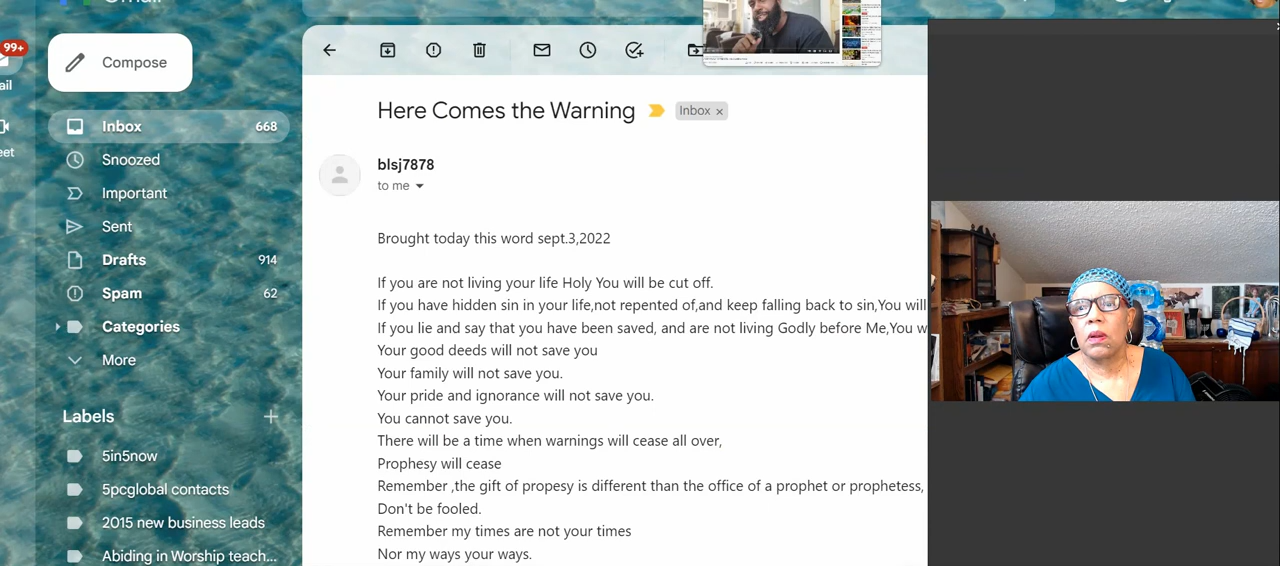 Gmail
99+
Compose
ail
Inbox 668
eet
Snoozed
Important
Sent
Drafts 914
Spam 62
Categories
More
Labels +
5in5now
5pcglobal contacts
2015 new business leads
Abiding in Worship teach...
Here Comes the Warning Inbox x
blsj7878
to me
Brought today this word sept.3,2022
If you are not living your life Holy You will be cut off.
If you have hidden sin in your life,not repented of,and keep falling back to sin,You will
If you lie and say that you have been saved, and are not living Godly before Me,You w
Your good deeds will not save you
Your family will not save you.
Your pride and ignorance will not save you.
You cannot save you.
There will be a time when warnings will cease all over,
Prophesy will cease
Remember ,the gift of propesy is different than the office of a prophet or prophetess,
Don't be fooled.
Remember my times are not your times
Nor my ways your ways.